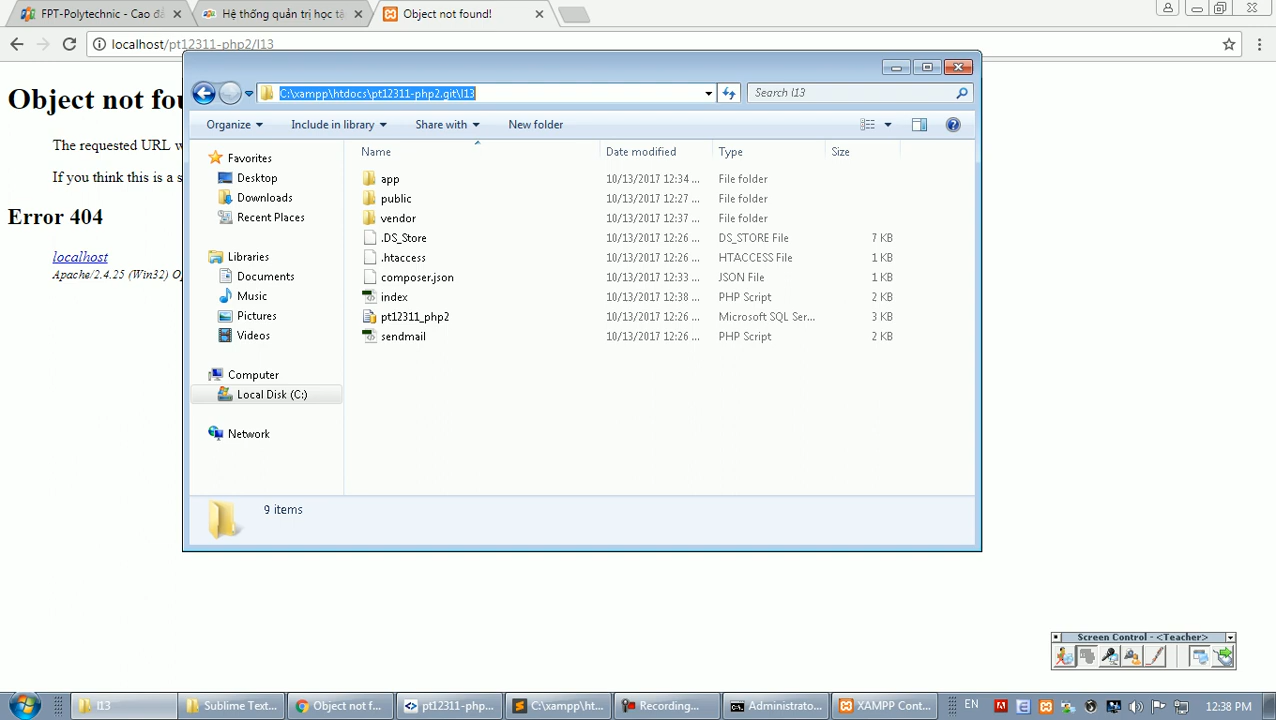 FPT-Polytechnic - Cao đẳ
Hệ thống quản trị học tậ
Object not found!
localhost/pt12311-php2/l13
Object not fou
The requested URL w
If you think this is a s
Error 404
localhost
Apache/2.4.25 (Win32) Op
C:\xampp\htdocs\pt12311-php2.git\l13
Search l13
Organize
Include in library
Share with
New folder
Name
Date modified
Type
Size
Favorites
Desktop
Downloads
Recent Places
Libraries
Documents
Music
Pictures
Videos
Computer
Local Disk (C:)
Network
app 10/13/2017 12:34 ... File folder
public 10/13/2017 12:27 ... File folder
vendor 10/13/2017 12:37 ... File folder
.DS_Store 10/13/2017 12:26 ... DS_STORE File 7 KB
.htaccess 10/13/2017 12:26 ... HTACCESS File 1 KB
composer.json 10/13/2017 12:33 ... JSON File 1 KB
index 10/13/2017 12:38 ... PHP Script 2 KB
pt12311_php2 10/13/2017 12:26 ... Microsoft SQL Ser... 3 KB
sendmail 10/13/2017 12:26 ... PHP Script 2 KB
9 items
Screen Control - <Teacher>
l13
Sublime Text...
Object not f...
pt12311-php...
C:\xampp\ht...
Recording...
Administrato...
XAMPP Cont...
EN
12:38 PM